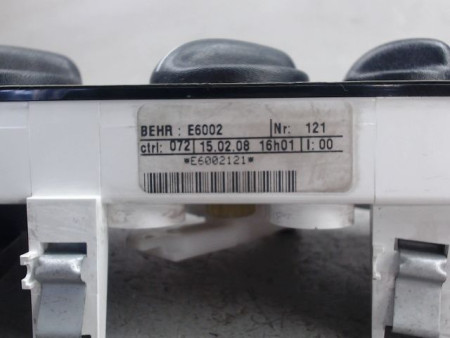 BEHR : E6002 Nr: 121
ctrl: 072 15.02.08 16h01 I: 00
*E6002121*